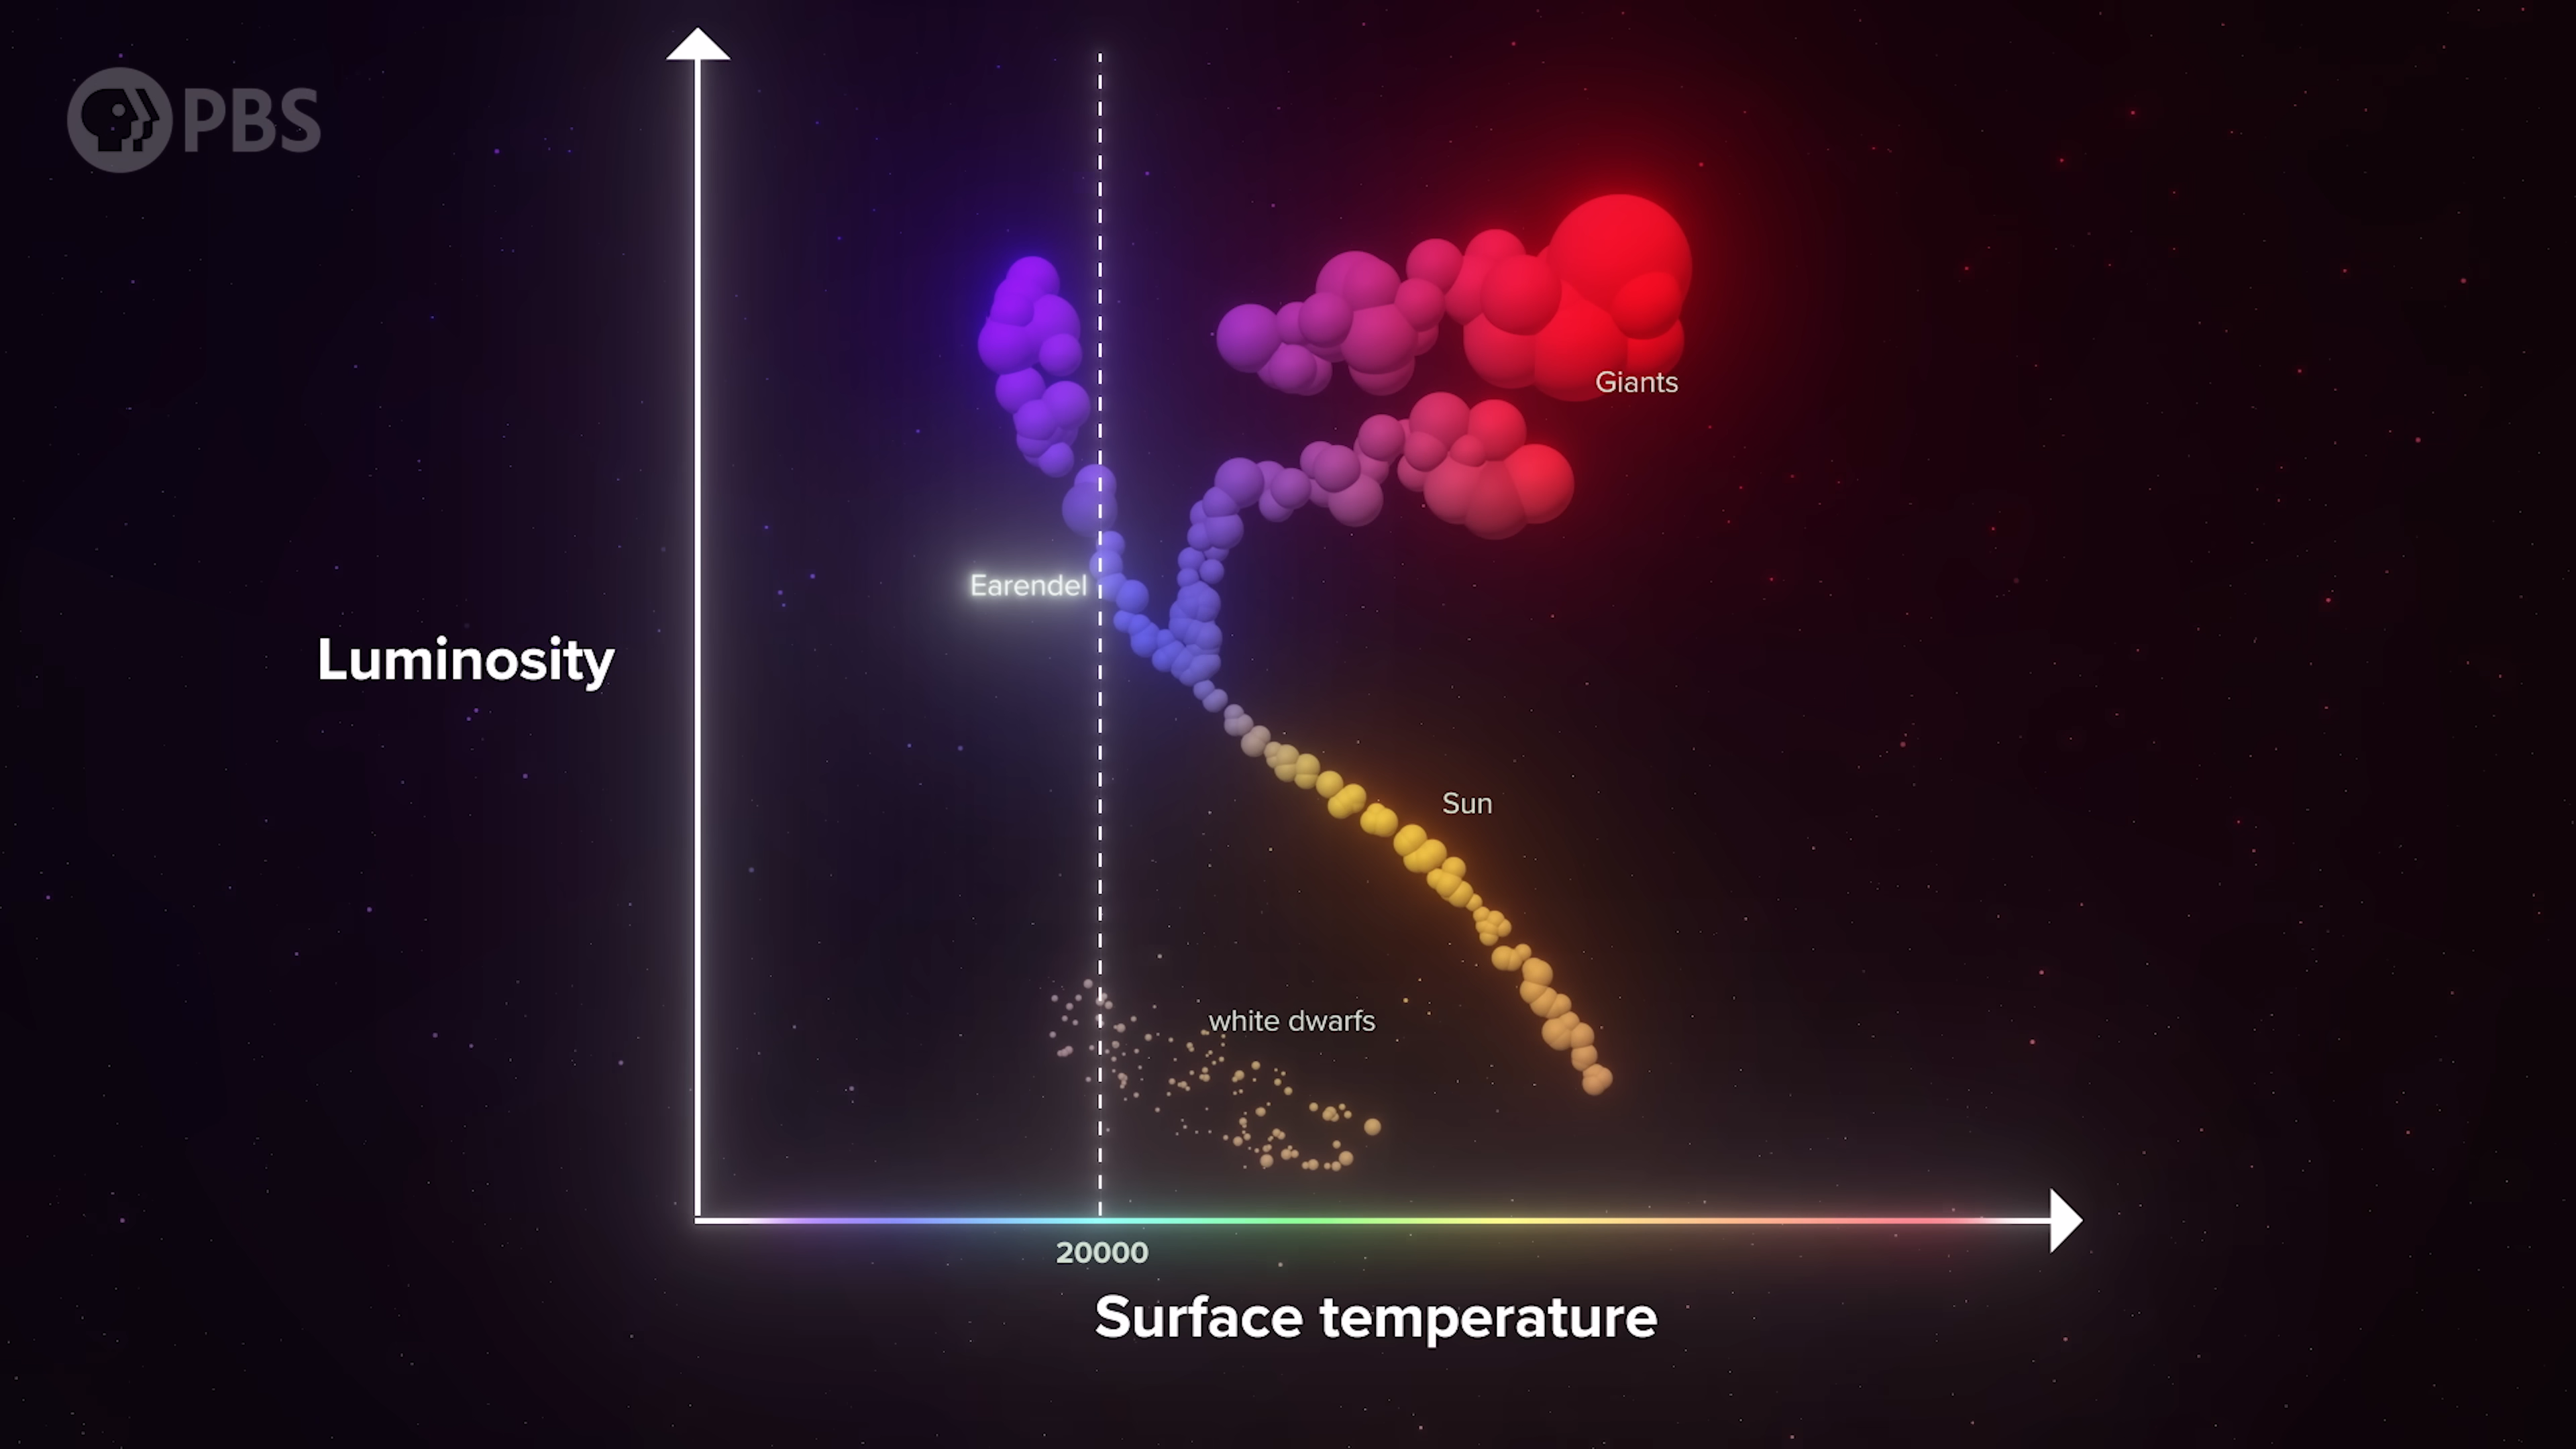 PBS
Giants
Earendel
Luminosity
Sun
white dwarfs
20000
Surface temperature